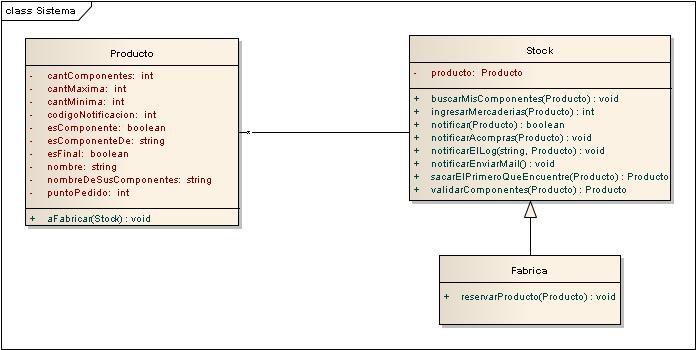 class Sistema
Producto
- cantComponentes: int
- cantMaxima: int
- cantMinima: int
- codigoNotificacion: int
- esComponente: boolean
- esComponenteDe: string
- esFinal: boolean
- nombre: string
- nombreDeSusComponentes: string
- puntoPedido: int
+ aFabricar(Stock) : void
*
Stock
- producto: Producto
+ buscarMisComponentes(Producto) : void
+ ingresarMercaderias(Producto) : int
+ notificar(Producto) : boolean
+ notificarAcompras(Producto) : void
+ notificarElLog(string, Producto) : void
+ notificarEnviarMail() : void
+ sacarElPrimeroQueEncuentre(Producto) : Producto
+ validarComponentes(Producto) : Producto
Fabrica
+ reservarProducto(Producto) : void